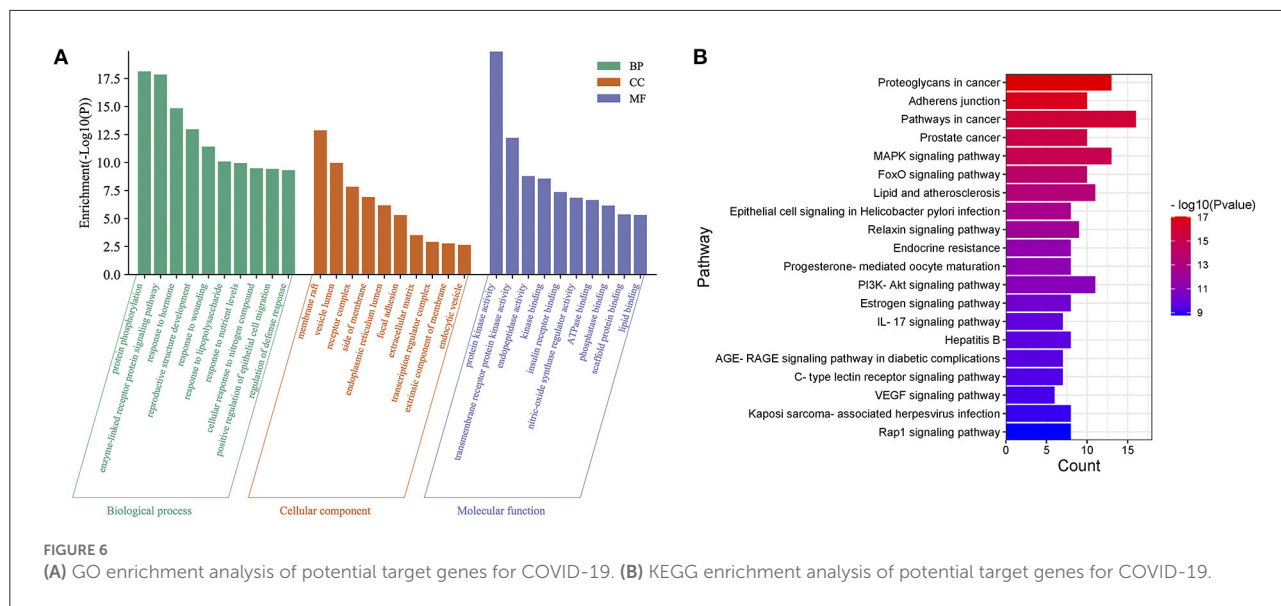 A
Enrichment(-Log10(P))
17.5
15.0
12.5
10.0
7.5
5.0
2.5
0.0
BP
CC
MF
protein phosphorylation
enzyme-linked receptor protein signaling pathway
response to hormone
reproductive structure development
response to wounding
response to lipopolysaccharide
response to nutrient levels
cellular response to nitrogen compound
positive regulation of epithelial cell migration
regulation of defense response
membrane raft
vesicle lumen
receptor complex
side of membrane
endoplasmic reticulum lumen
focal adhesion
extracellular matrix
transcription regulator complex
extrinsic component of membrane
endocytic vesicle
protein kinase activity
transmembrane receptor protein kinase activity
endopeptidase activity
kinase binding
insulin receptor binding
nitric-oxide synthase regulator activity
ATPase binding
phosphatase binding
scaffold protein binding
lipid binding
Biological process
Cellular component
Molecular function
B
Pathway
Proteoglycans in cancer
Adherens junction
Pathways in cancer
Prostate cancer
MAPK signaling pathway
FoxO signaling pathway
Lipid and atherosclerosis
Epithelial cell signaling in Helicobacter pylori infection
Relaxin signaling pathway
Endocrine resistance
Progesterone- mediated oocyte maturation
PI3K- Akt signaling pathway
Estrogen signaling pathway
IL- 17 signaling pathway
Hepatitis B
AGE- RAGE signaling pathway in diabetic complications
C- type lectin receptor signaling pathway
VEGF signaling pathway
Kaposi sarcoma- associated herpesvirus infection
Rap1 signaling pathway
0 5 10 15
Count
- log10(Pvalue)
17
15
13
11
9
FIGURE 6
(A) GO enrichment analysis of potential target genes for COVID-19. (B) KEGG enrichment analysis of potential target genes for COVID-19.